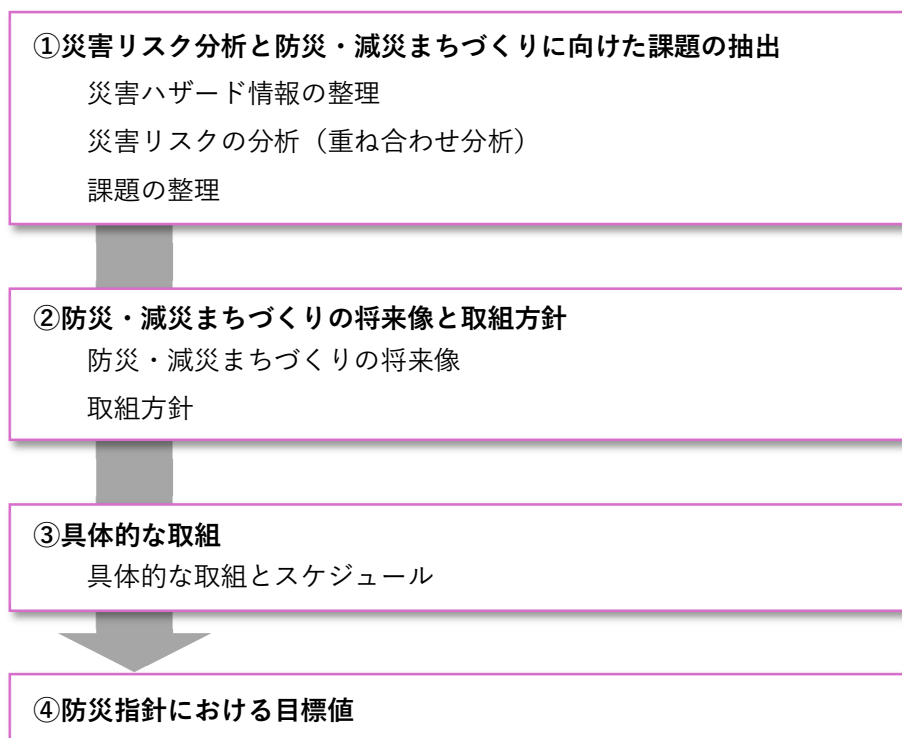 ①災害リスク分析と防災・減災まちづくりに向けた課題の抽出
災害ハザード情報の整理
災害リスクの分析（重ね合わせ分析）
課題の整理
②防災・減災まちづくりの将来像と取組方針
防災・減災まちづくりの将来像
取組方針
③具体的な取組
具体的な取組とスケジュール
④防災指針における目標値